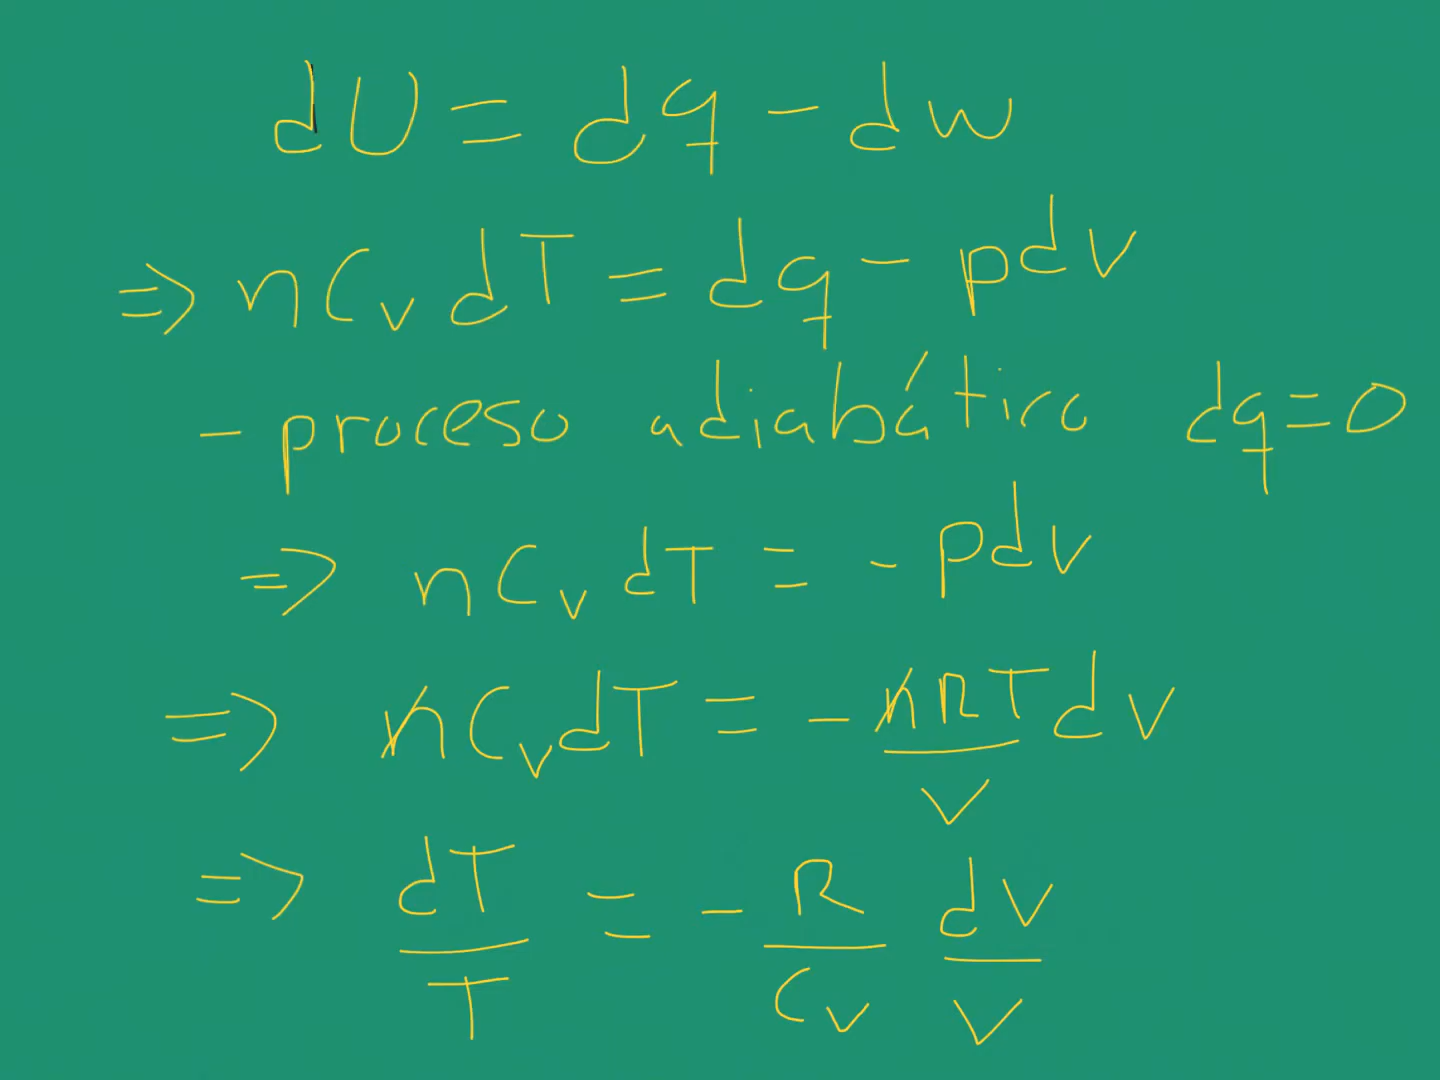 dU = dq - dw
⇒ nCv dT = dq - pdv
- proceso adiabático dq=0
⇒ nCv dT = - pdv
⇒ nCv dT = - nRT/V dv
⇒ dT/T = - R/Cv dV/V